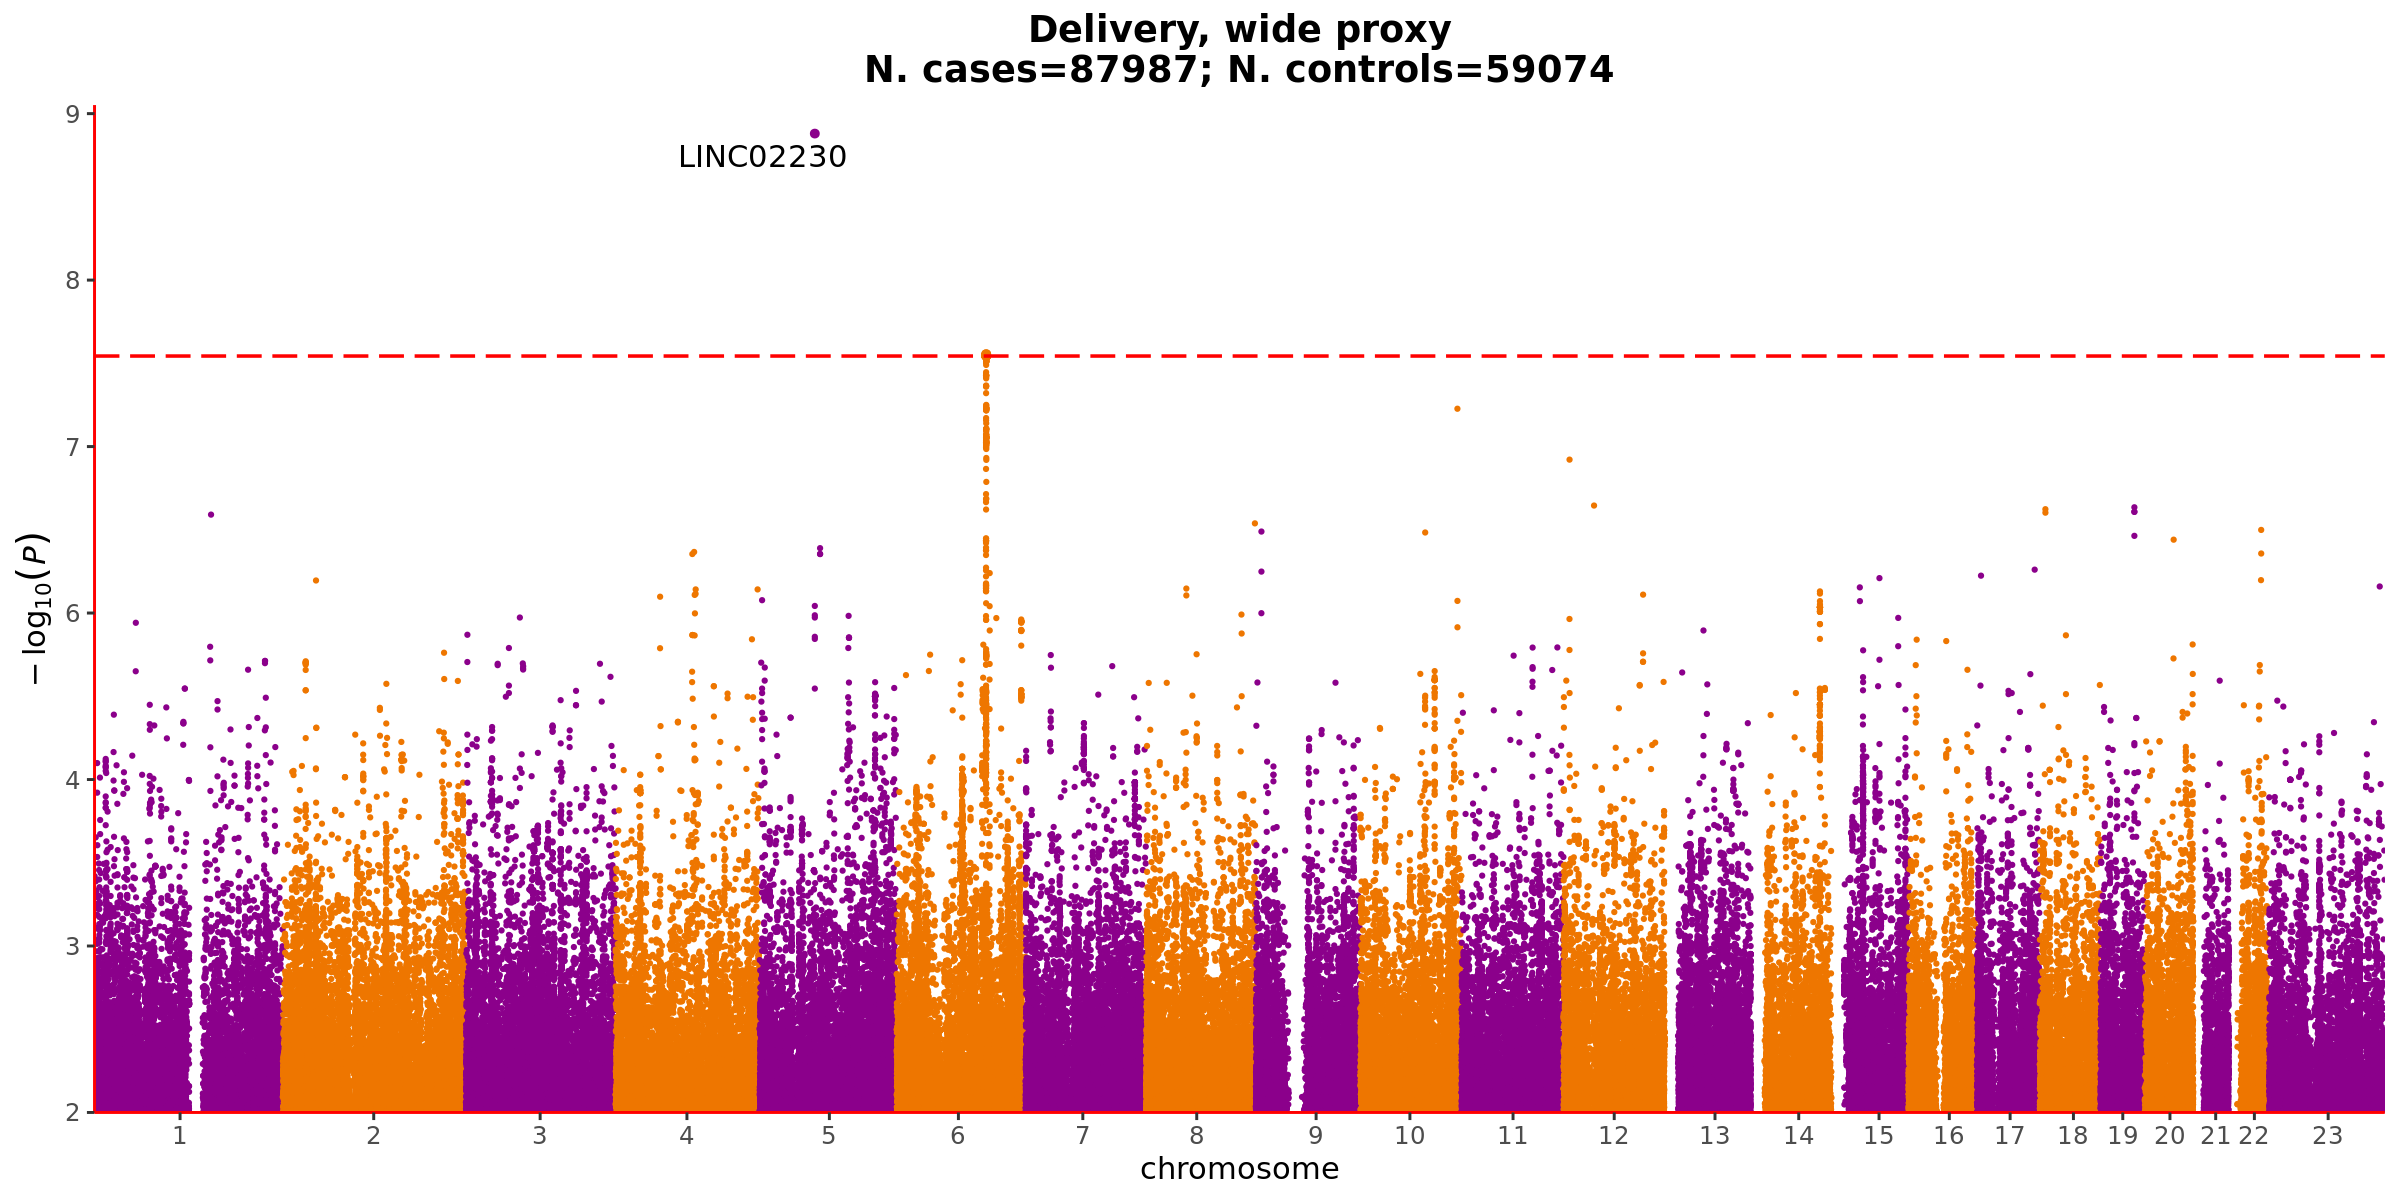 Delivery, wide proxy
N. cases=87987; N. controls=59074
9
LINC02230
8
7
6
5
4
3
2
−log₁₀(P)
1 2 3 4 5 6 7 8 9 10 11 12 13 14 15 16 17 18 19 20 21 22 23
chromosome